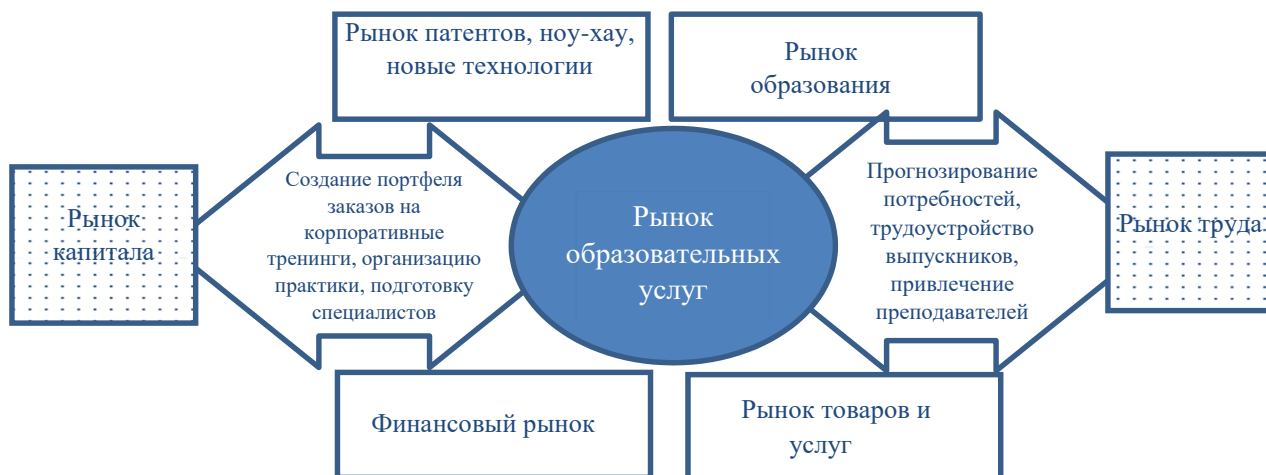 Рынок патентов, ноу-хау,
новые технологии
Рынок
образования
Рынок
капитала
Создание портфеля
заказов на
корпоративные
тренинги, организацию
практики, подготовку
специалистов
Рынок
образовательных
услуг
Прогнозирование
потребностей,
трудоустройство
выпускников,
привлечение
преподавателей
Рынок труда
Финансовый рынок
Рынок товаров и
услуг